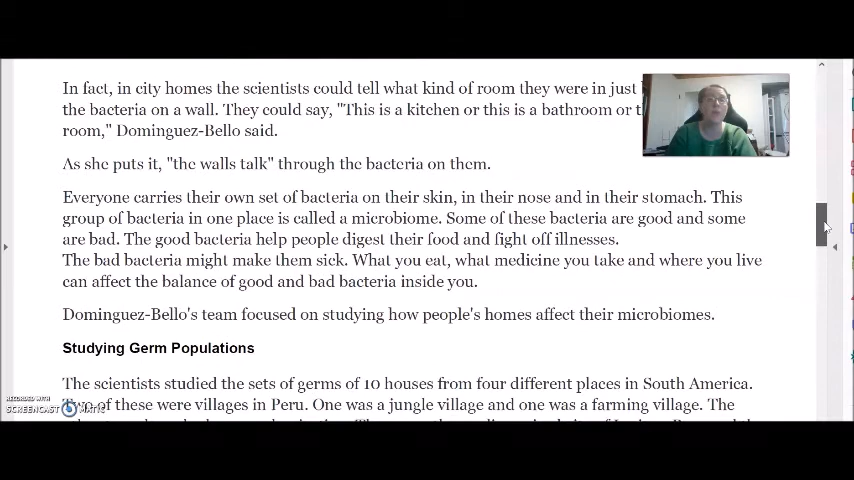 In fact, in city homes the scientists could tell what kind of room they were in just
the bacteria on a wall. They could say, "This is a kitchen or this is a bathroom or
room," Dominguez-Bello said.
As she puts it, "the walls talk" through the bacteria on them.
Everyone carries their own set of bacteria on their skin, in their nose and in their stomach. This
group of bacteria in one place is called a microbiome. Some of these bacteria are good and some
are bad. The good bacteria help people digest their food and fight off illnesses.
The bad bacteria might make them sick. What you eat, what medicine you take and where you live
can affect the balance of good and bad bacteria inside you.
Dominguez-Bello's team focused on studying how people's homes affect their microbiomes.
Studying Germ Populations
The scientists studied the sets of germs of 10 houses from four different places in South America.
Two of these were villages in Peru. One was a jungle village and one was a farming village. The
RECORDED WITH
SCREENCAST MATIC